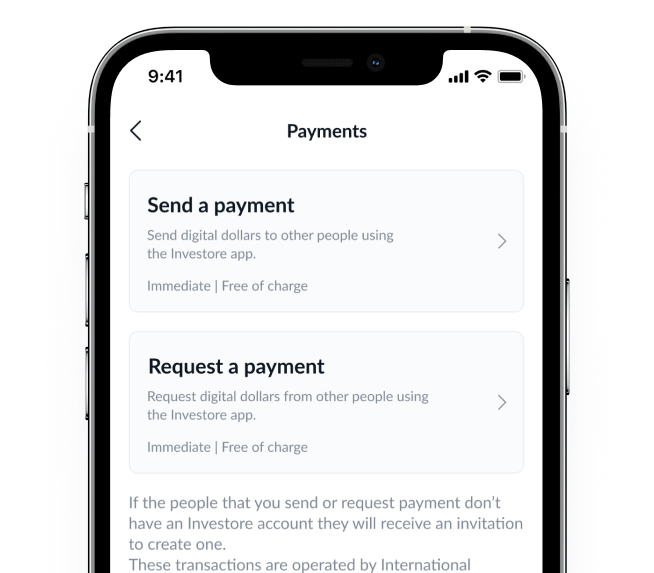 9:41
Payments
Send a payment
Send digital dollars to other people using
the Investore app.
Immediate | Free of charge
Request a payment
Request digital dollars from other people using
the Investore app.
Immediate | Free of charge
If the people that you send or request payment don't
have an Investore account they will receive an invitation
to create one.
These transactions are operated by International